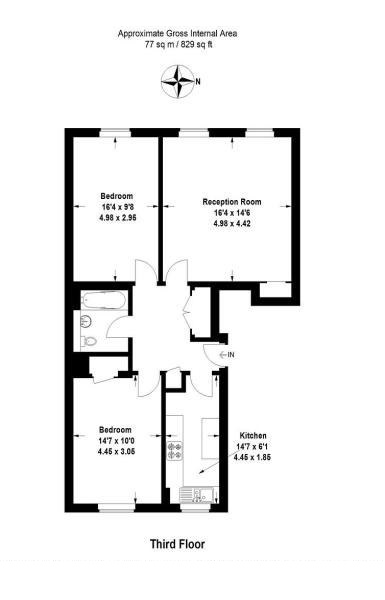 Approximate Gross Internal Area
77 sq m / 829 sq ft
N
Bedroom
16'4 x 9'8
4.98 x 2.95
Reception Room
16'4 x 14'6
4.98 x 4.42
IN
Bedroom
14'7 x 10'0
4.45 x 3.05
Kitchen
14'7 x 6'1
4.45 x 1.85
Third Floor